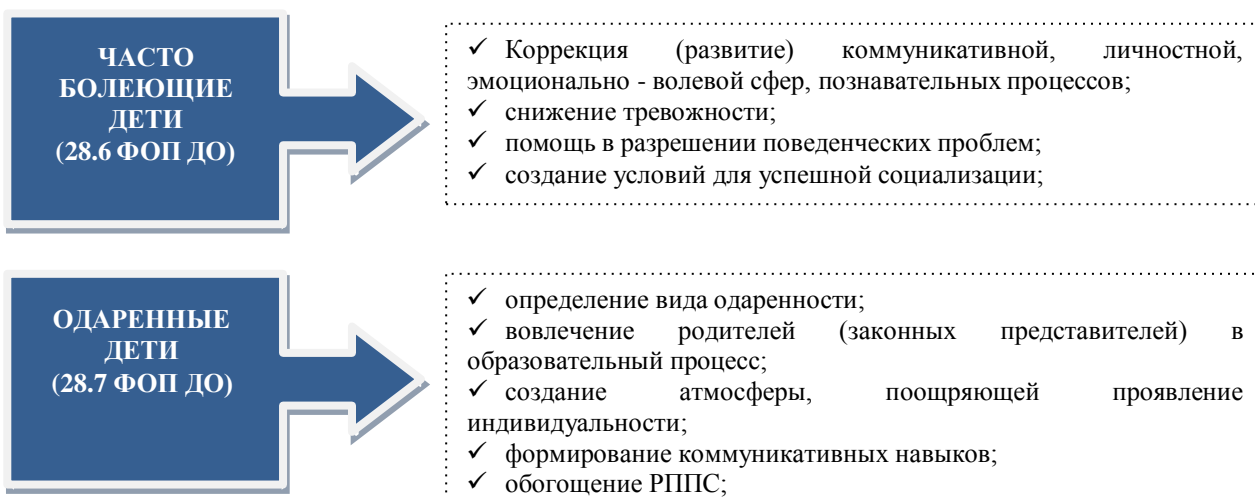 ЧАСТО
БОЛЕЮЩИЕ
ДЕТИ
(28.6 ФОП ДО)
✓ Коррекция (развитие) коммуникативной, личностной,
эмоционально - волевой сфер, познавательных процессов;
✓ снижение тревожности;
✓ помощь в разрешении поведенческих проблем;
✓ создание условий для успешной социализации;
ОДАРЕННЫЕ
ДЕТИ
(28.7 ФОП ДО)
✓ определение вида одаренности;
✓ вовлечение родителей (законных представителей) в
образовательный процесс;
✓ создание атмосферы, поощряющей проявление
индивидуальности;
✓ формирование коммуникативных навыков;
✓ обогощение РППС;